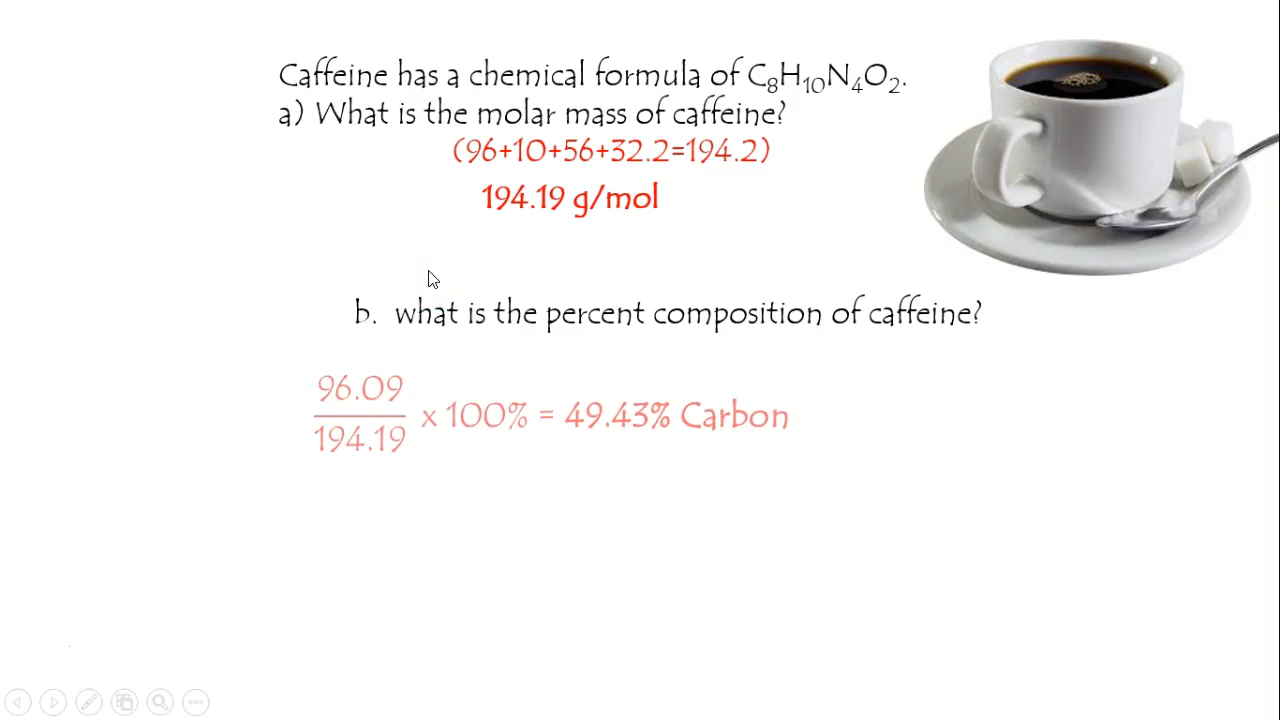 Caffeine has a chemical formula of C₈H₁₀N₄O₂.
a) What is the molar mass of caffeine?
(96+10+56+32.2=194.2)
194.19 g/mol
b. what is the percent composition of caffeine?
96.09
194.19
x 100% = 49.43% Carbon